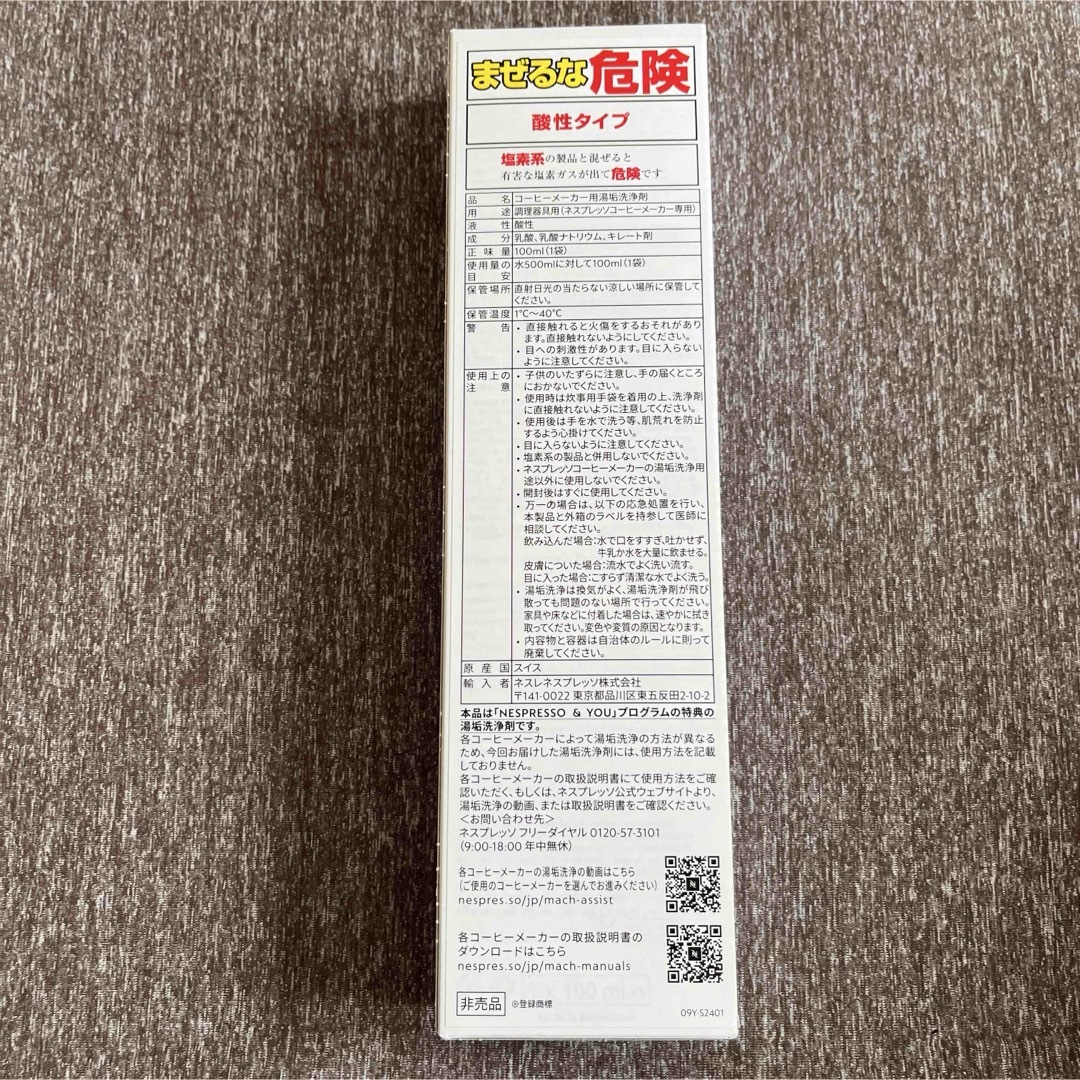 まぜるな危険
酸性タイプ
塩素系の製品と混ぜると
有害な塩素ガスが出て危険です
品名 コーヒーメーカー用湯垢洗浄剤
用途 調理器具用(ネスプレッソコーヒーメーカー専用)
液性 酸性
成分 乳酸、乳酸ナトリウム、キレート剤
正味量 100ml(1袋)
使用量の 水500mlに対して100ml(1袋)
目安
保管場所 直射日光の当たらない涼しい場所に保管して
ください。
保管温度 1℃〜40℃
警告 ・直接触れると火傷をするおそれがあり
ます。直接触れないようにしてください。
・目への刺激性があります。目に入らない
ように注意してください。
使用上の ・子供のいたずらに注意し、手の届くところ
注意 におかないでください。
・使用時は炊事用手袋を着用の上、洗浄剤
に直接触れないように注意してください。
・使用後は手を水で洗う等、肌荒れを防止
するよう心掛けてください。
・目に入らないように注意してください。
・塩素系の製品と併用しないでください。
・ネスプレッソコーヒーメーカーの湯垢洗浄用
途以外に使用しないでください。
・開封後はすぐに使用してください。
・万一の場合は、以下の応急処置を行い、
本製品と外箱のラベルを持参して医師に
相談してください。
飲み込んだ場合:水で口をすすぎ、吐かせず、
牛乳か水を大量に飲ませる。
皮膚についた場合:流水でよく洗い流す。
目に入った場合:こすらず清潔な水でよく洗う。
・湯垢洗浄は換気がよく、湯垢洗浄剤が飛び
散っても問題のない場所で行ってください。
家具や床などに付着した場合は、速やかに拭き
取ってください。変色や変質の原因となります。
・内容物と容器は自治体のルールに則って
廃棄してください。
原産国 スイス
輸入者 ネスレネスプレッソ株式会社
〒141-0022 東京都品川区東五反田2-10-2
本品は「NESPRESSO & YOU」プログラムの特典の
湯垢洗浄剤です。
各コーヒーメーカーによって湯垢洗浄の方法が異なる
ため、今回お届けした湯垢洗浄剤には、使用方法を記載
しておりません。
各コーヒーメーカーの取扱説明書にて使用方法をご確
認いただく、もしくは、ネスプレッソ公式ウェブサイトより、
湯垢洗浄の動画、または取扱説明書をご確認ください。
<お問い合わせ先>
ネスプレッソ フリーダイヤル 0120-57-3101
(9:00-18:00 年中無休)
各コーヒーメーカーの湯垢洗浄の動画はこちら
(ご使用のコーヒーメーカーを選んでお進みください)
nespres.so/jp/mach-assist
各コーヒーメーカーの取扱説明書の
ダウンロードはこちら
nespres.so/jp/mach-manuals
非売品 ®登録商標
09Y-S2401